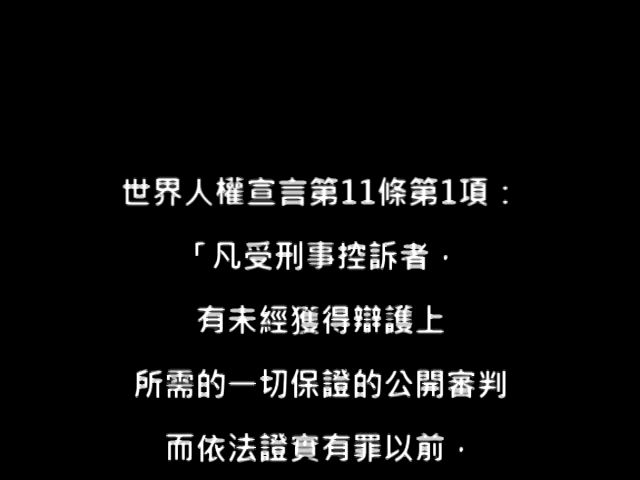 世界人權宣言第11條第1項：
「凡受刑事控訴者，
有未經獲得辯護上
所需的一切保證的公開審判
而依法證實有罪以前，